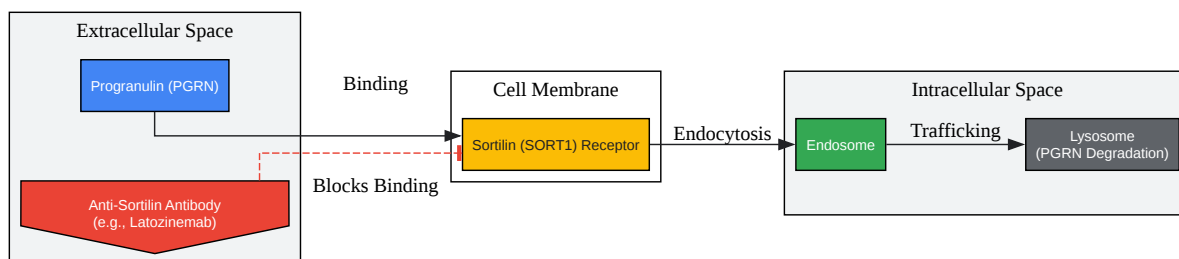 Extracellular Space
Progranulin (PGRN)
Binding
Cell Membrane
Sortilin (SORT1) Receptor
Endocytosis
Intracellular Space
Endosome
Trafficking
Lysosome
(PGRN Degradation)
Blocks Binding
Anti-Sortilin Antibody
(e.g., Latozinemab)